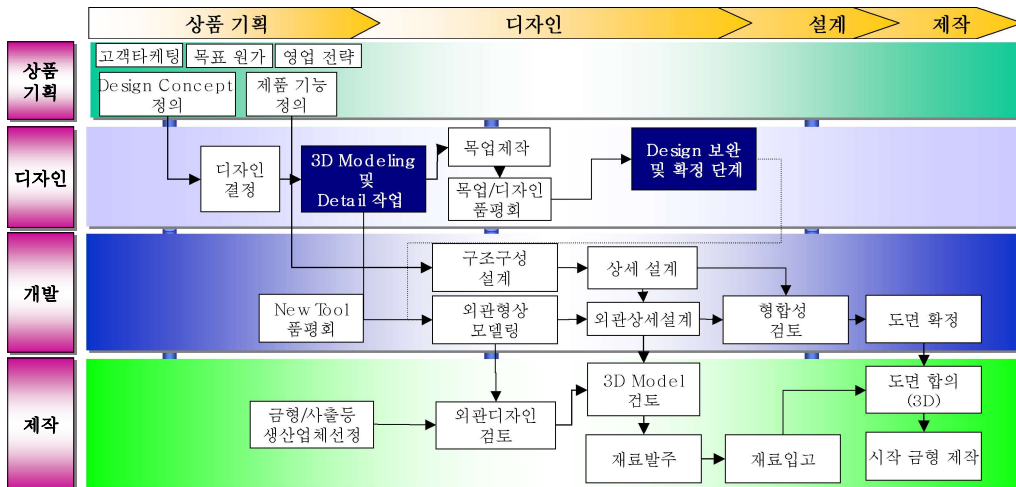 상품 기획
디자인
설계
제작
상품
기획
고객타케팅
목표 원가
영업 전략
Design Concept
정의
제품 기능
정의
디자인
디자인
결정
3D Modeling
및
Detail 작업
목업제작
목업/디자인
품평회
Design 보완
및 확정 단계
개발
구조구성
설계
상세 설계
New Tool
품평회
외관형상
모델링
외관상세설계
형합성
검토
도면 확정
제작
금형/사출등
생산업체선정
외관디자인
검토
3D Model
검토
도면 합의
(3D)
재료발주
재료입고
시작 금형 제작